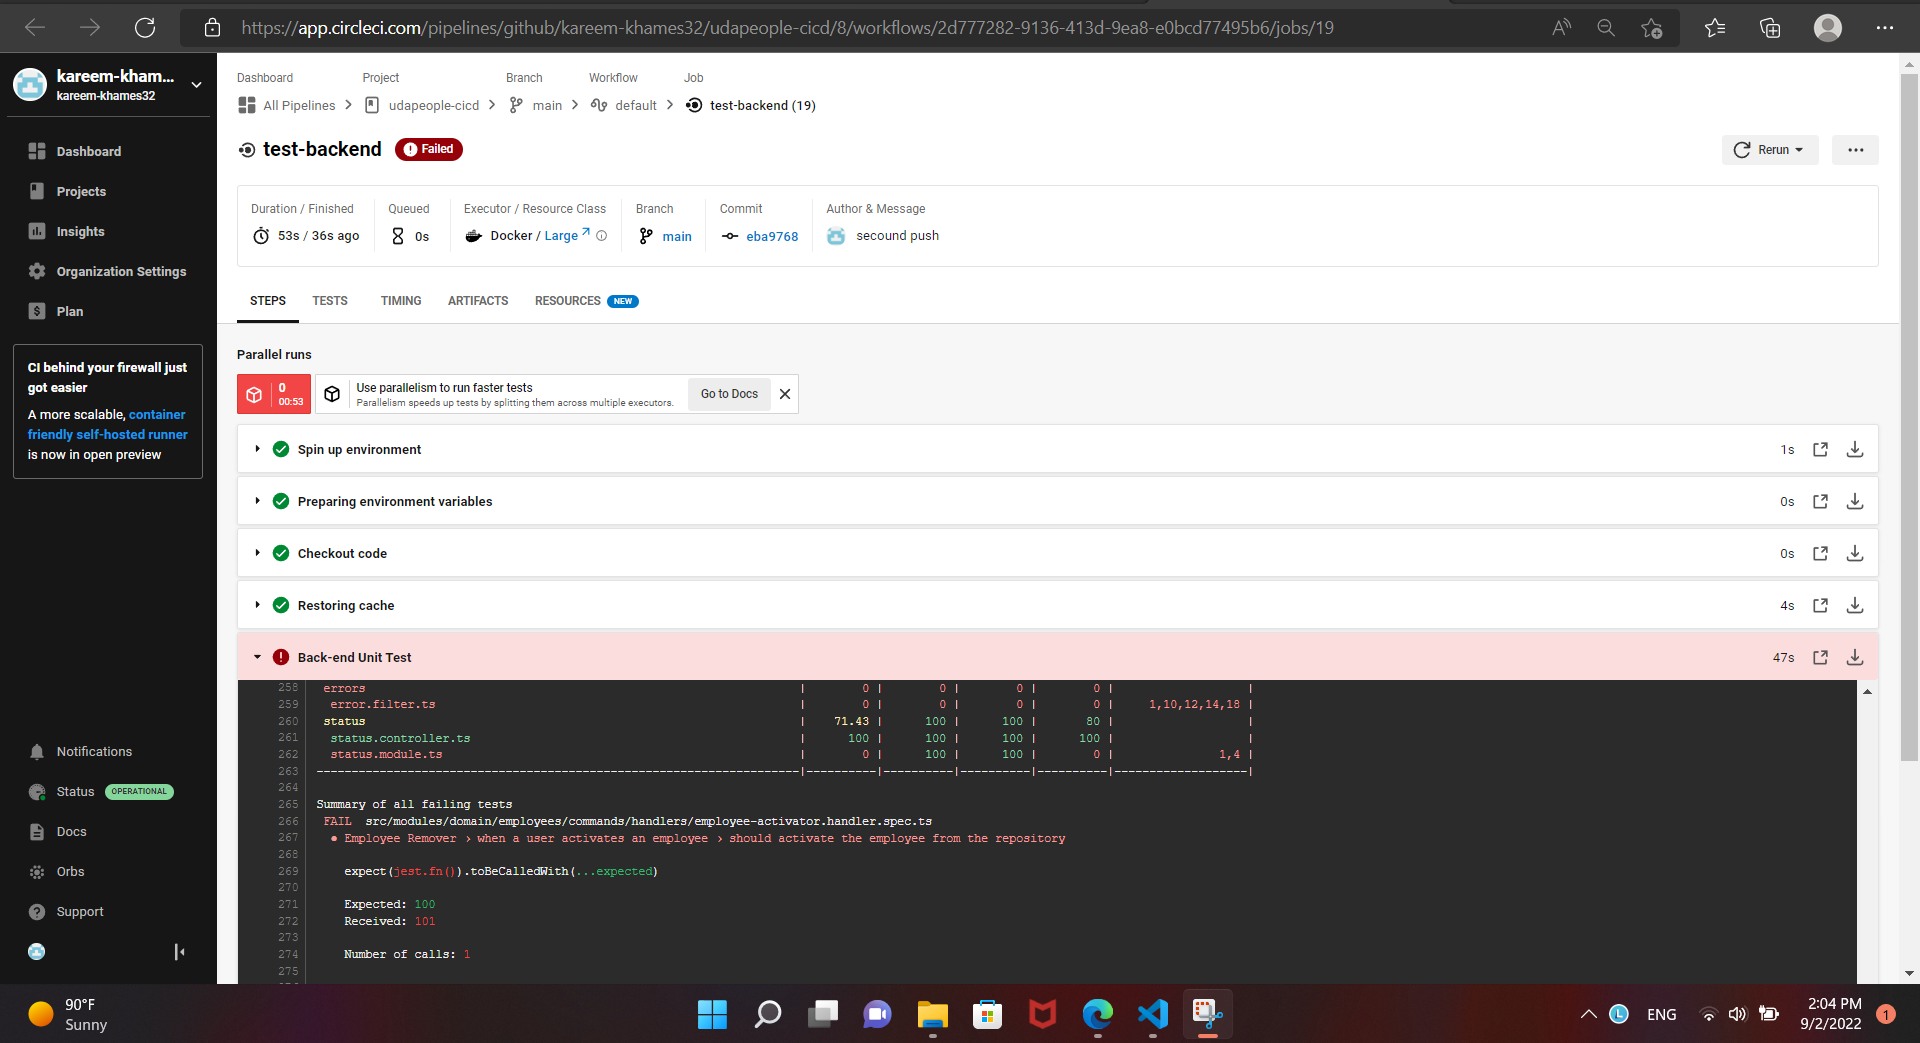 https://app.circleci.com/pipelines/github/kareem-khames32/udapeople-cicd/8/workflows/2d777282-9136-413d-9ea8-e0bcd77495b6/jobs/19
kareem-kham...
kareem-khames32
Dashboard
Projects
Insights
Organization Settings
Plan
CI behind your firewall just
got easier
A more scalable, container
friendly self-hosted runner
is now in open preview
Notifications
Status OPERATIONAL
Docs
Orbs
Support
Dashboard Project Branch Workflow Job
All Pipelines udapeople-cicd main default test-backend (19)
test-backend Failed
Rerun
Duration / Finished Queued Executor / Resource Class Branch Commit Author & Message
53s / 36s ago 0s Docker / Large main eba9768 secound push
STEPS TESTS TIMING ARTIFACTS RESOURCES NEW
Parallel runs
0
00:53
Use parallelism to run faster tests
Parallelism speeds up tests by splitting them across multiple executors.
Go to Docs
Spin up environment 1s
Preparing environment variables 0s
Checkout code 0s
Restoring cache 4s
Back-end Unit Test 47s
258 errors | 0 | 0 | 0 | 0 | |
259 error.filter.ts | 0 | 0 | 0 | 0 | 1,10,12,14,18 |
260 status | 71.43 | 100 | 100 | 80 | |
261 status.controller.ts | 100 | 100 | 100 | 100 | |
262 status.module.ts | 0 | 100 | 100 | 0 | 1,4 |
263 ---------------------------------------------------------------------|----------|----------|----------|----------|-------------------|
264
265 Summary of all failing tests
266 FAIL src/modules/domain/employees/commands/handlers/employee-activator.handler.spec.ts
267 ● Employee Remover › when a user activates an employee › should activate the employee from the repository
268
269 expect(jest.fn()).toBeCalledWith(...expected)
270
271 Expected: 100
272 Received: 101
273
274 Number of calls: 1
275
90°F
Sunny
ENG
2:04 PM
9/2/2022
1